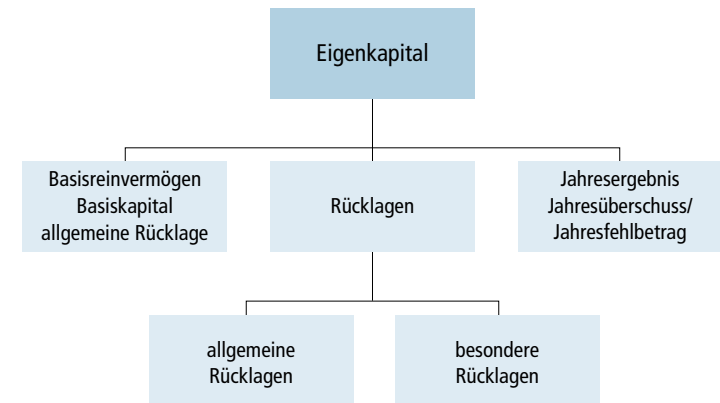 Eigenkapital
Basisreinvermögen
Basiskapital
allgemeine Rücklage
Rücklagen
Jahresergebnis
Jahresüberschuss/
Jahresfehlbetrag
allgemeine
Rücklagen
besondere
Rücklagen